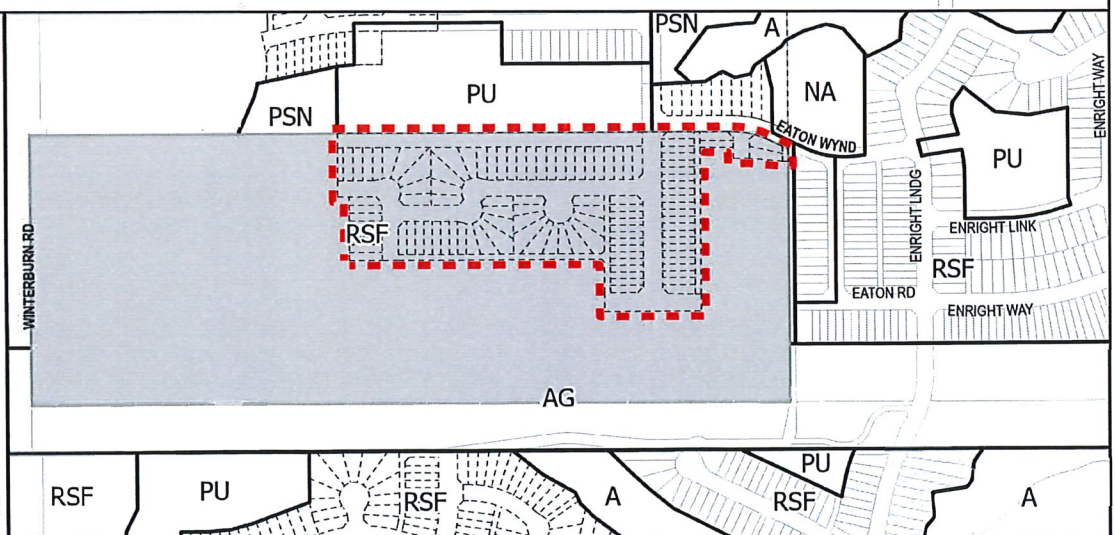 PSN
A
PU
NA
PSN
EATON WYND
ENRIGHT WAY
PU
ENRIGHT LNDG
ENRIGHT LINK
RSF
RSF
WINTERBURN RD
EATON RD
ENRIGHT WAY
AG
PU
RSF
PU
RSF
A
RSF
A